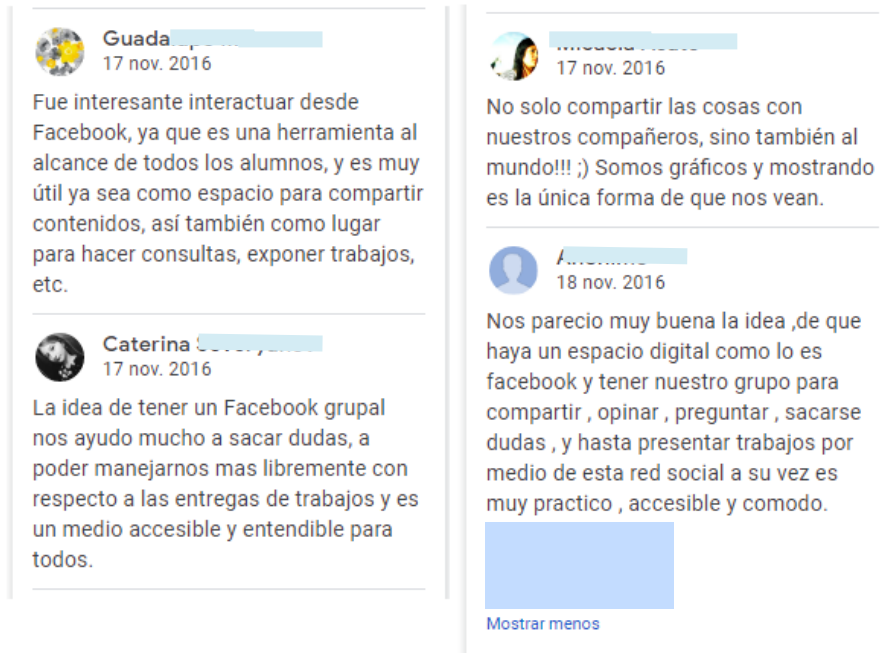 Guada
17 nov. 2016
Fue interesante interactuar desde
Facebook, ya que es una herramienta al
alcance de todos los alumnos, y es muy
útil ya sea como espacio para compartir
contenidos, así también como lugar
para hacer consultas, exponer trabajos,
etc.
Caterina
17 nov. 2016
La idea de tener un Facebook grupal
nos ayudo mucho a sacar dudas, a
poder manejarnos mas libremente con
respecto a las entregas de trabajos y es
un medio accesible y entendible para
todos.
17 nov. 2016
No solo compartir las cosas con
nuestros compañeros, sino también al
mundo!!! ;) Somos gráficos y mostrando
es la única forma de que nos vean.
18 nov. 2016
Nos parecio muy buena la idea ,de que
haya un espacio digital como lo es
facebook y tener nuestro grupo para
compartir , opinar , preguntar , sacarse
dudas , y hasta presentar trabajos por
medio de esta red social a su vez es
muy practico , accesible y comodo.
Mostrar menos